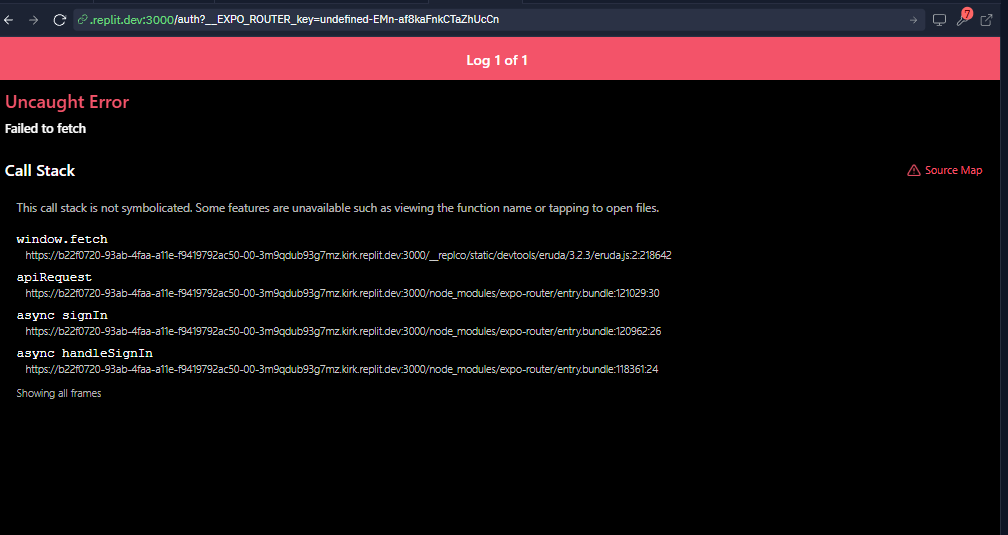 .replit.dev:3000/auth?__EXPO_ROUTER_key=undefined-EMn-af8kaFnkCTaZhUcCn
7
Log 1 of 1
Uncaught Error
Failed to fetch
Call Stack
Source Map
This call stack is not symbolicated. Some features are unavailable such as viewing the function name or tapping to open files.
window.fetch
https://b22f0720-93ab-4faa-a11e-f9419792ac50-00-3m9qdub93g7mz.kirk.replit.dev:3000/__replco/static/devtools/eruda/3.2.3/eruda.js:2:218642
apiRequest
https://b22f0720-93ab-4faa-a11e-f9419792ac50-00-3m9qdub93g7mz.kirk.replit.dev:3000/node_modules/expo-router/entry.bundle:121029:30
async signIn
https://b22f0720-93ab-4faa-a11e-f9419792ac50-00-3m9qdub93g7mz.kirk.replit.dev:3000/node_modules/expo-router/entry.bundle:120962:26
async handleSignIn
https://b22f0720-93ab-4faa-a11e-f9419792ac50-00-3m9qdub93g7mz.kirk.replit.dev:3000/node_modules/expo-router/entry.bundle:118361:24
Showing all frames